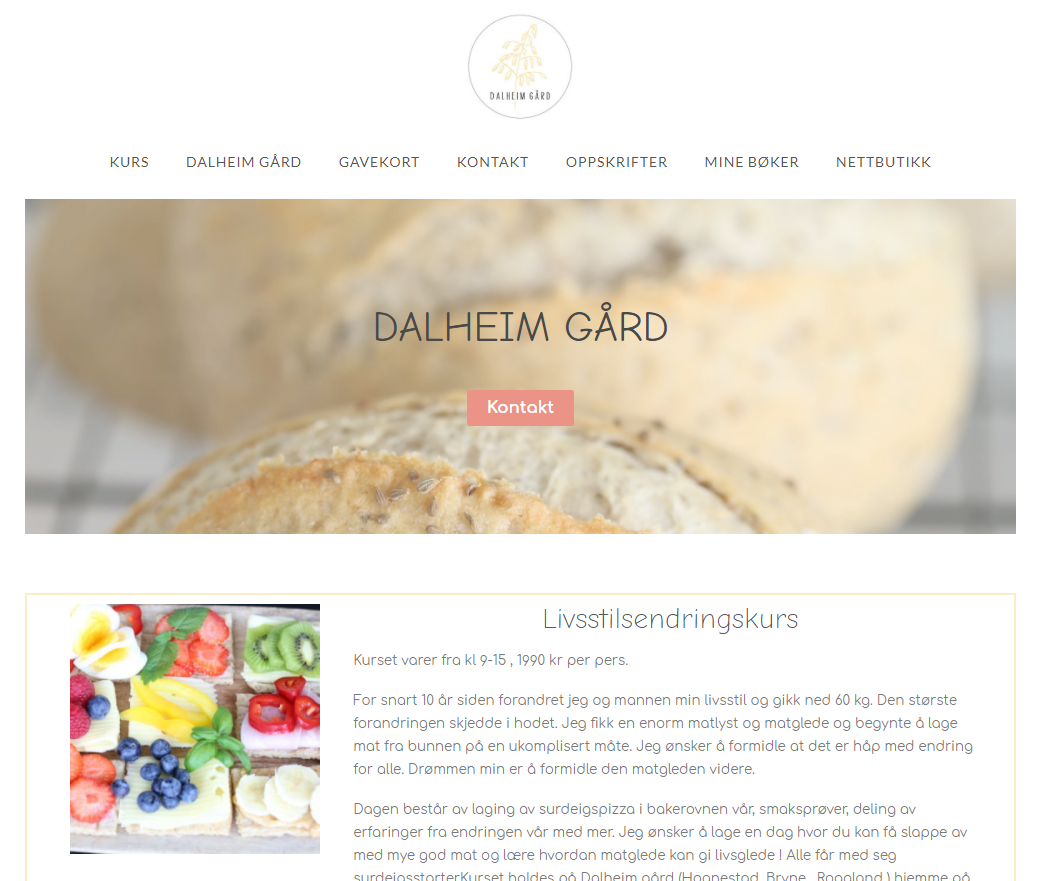 DALHEIM GÅRD
KURS DALHEIM GÅRD GAVEKORT KONTAKT OPPSKRIFTER MINE BØKER NETTBUTIKK
DALHEIM GÅRD
Kontakt
Livsstilsendringskurs
Kurset varer fra kl 9-15 , 1990 kr per pers.
For snart 10 år siden forandret jeg og mannen min livsstil og gikk ned 60 kg. Den største
forandringen skjedde i hodet. Jeg fikk en enorm matlyst og matglede og begynte å lage
mat fra bunnen på en ukomplisert måte. Jeg ønsker å formidle at det er håp med endring
for alle. Drømmen min er å formidle den matgleden videre.
Dagen består av laging av surdeigspizza i bakerovnen vår, smaksprøver, deling av
erfaringer fra endringen vår med mer. Jeg ønsker å lage en dag hvor du kan få slappe av
med mye god mat og lære hvordan matglede kan gi livsglede ! Alle får med seg
surdeigsstarterKurset holdes på Dalheim gård (Hognestad, Bryne , Rogaland ) hjemme på